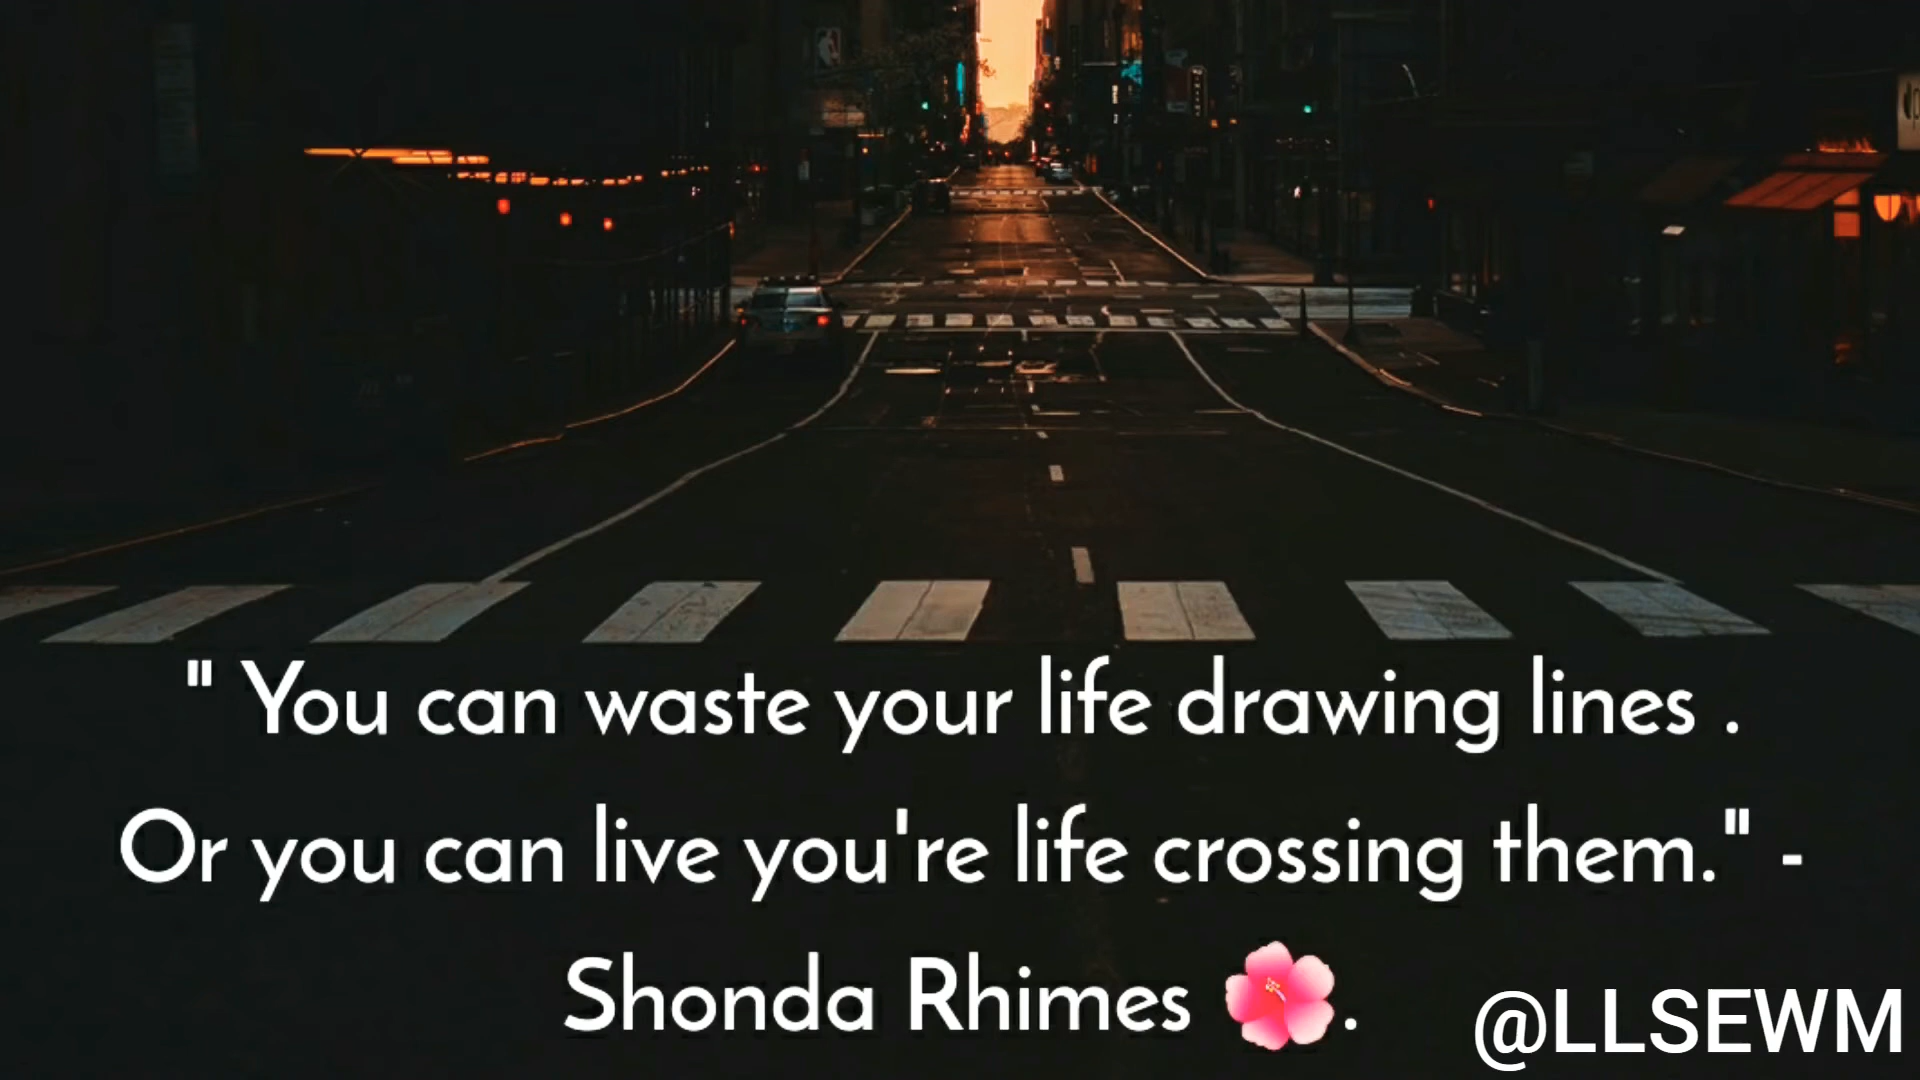 " You can waste your life drawing lines .
Or you can live you're life crossing them." -
Shonda Rhimes 🌺.
@LLSEWM